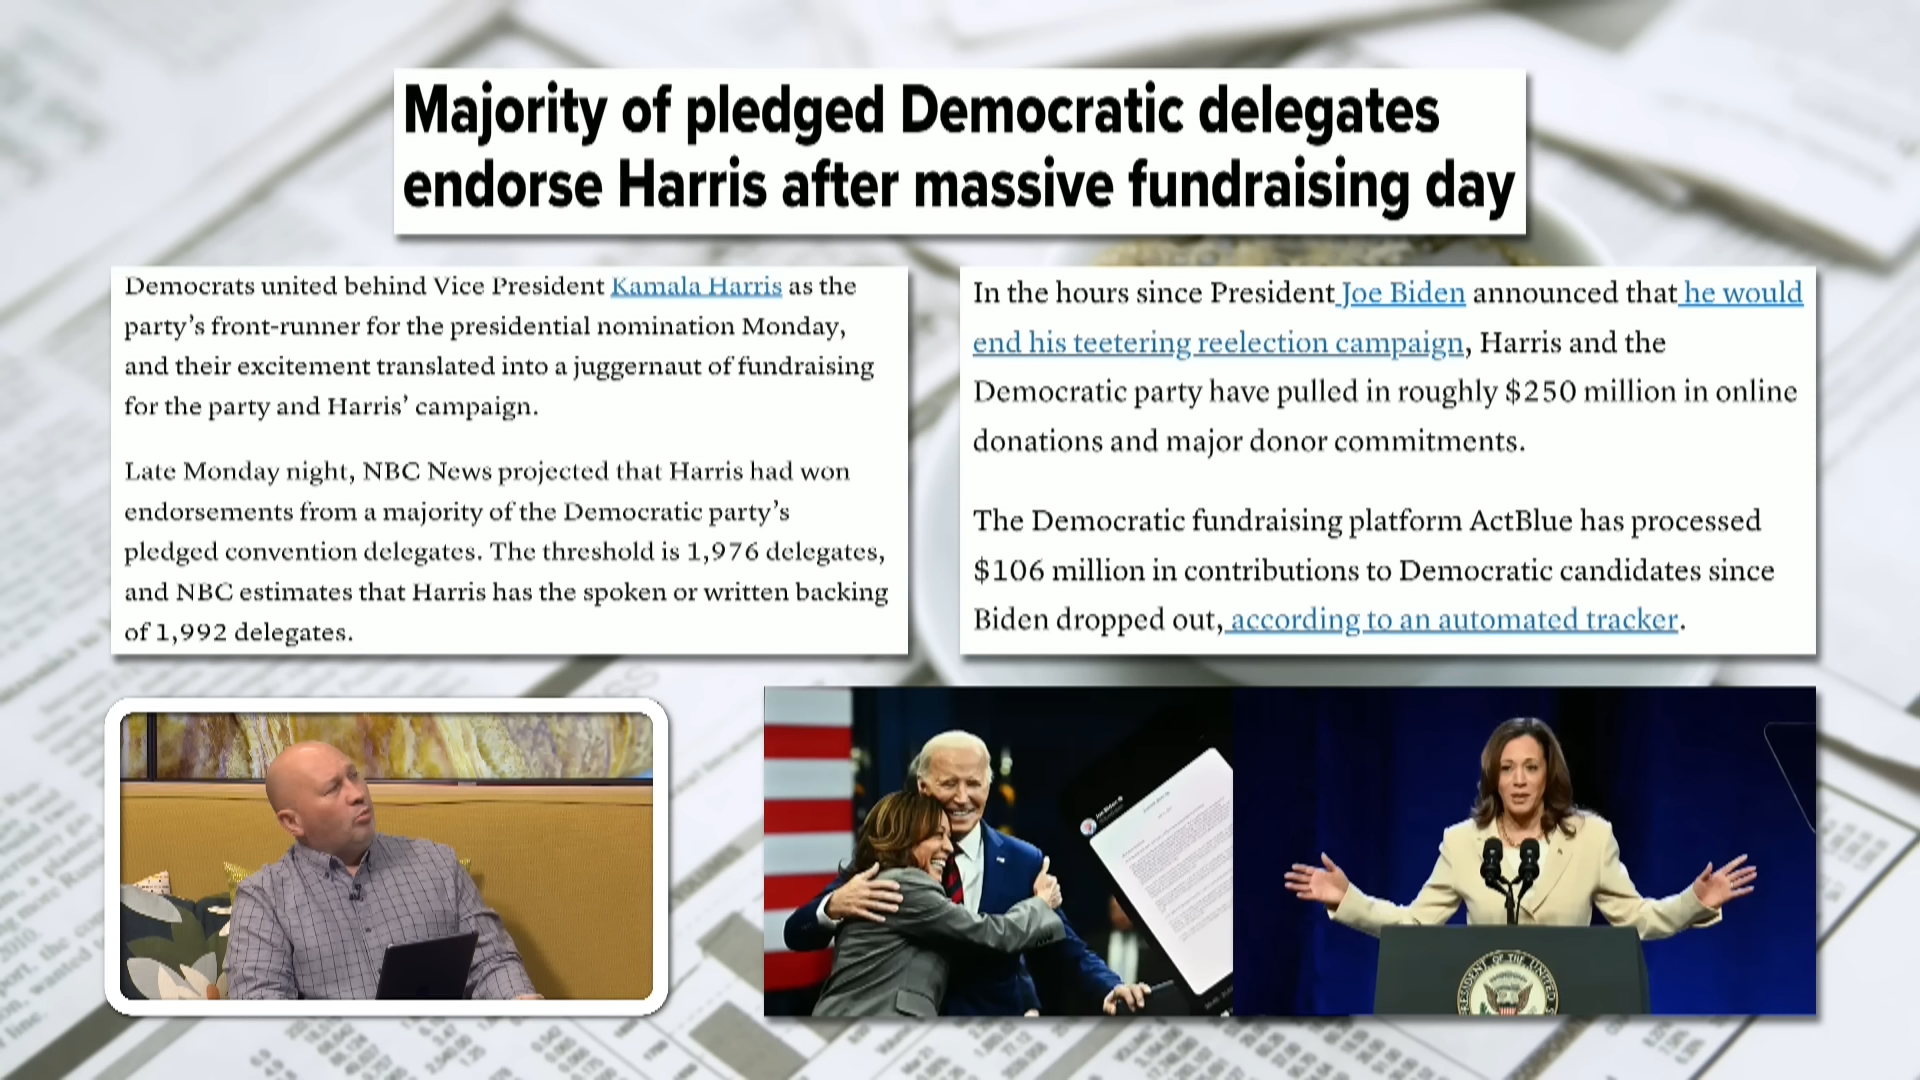 Majority of pledged Democratic delegates
endorse Harris after massive fundraising day
Democrats united behind Vice President Kamala Harris as the
party's front-runner for the presidential nomination Monday,
and their excitement translated into a juggernaut of fundraising
for the party and Harris' campaign.
Late Monday night, NBC News projected that Harris had won
endorsements from a majority of the Democratic party's
pledged convention delegates. The threshold is 1,976 delegates,
and NBC estimates that Harris has the spoken or written backing
of 1,992 delegates.
In the hours since President Joe Biden announced that he would
end his teetering reelection campaign, Harris and the
Democratic party have pulled in roughly $250 million in online
donations and major donor commitments.
The Democratic fundraising platform ActBlue has processed
$106 million in contributions to Democratic candidates since
Biden dropped out, according to an automated tracker.